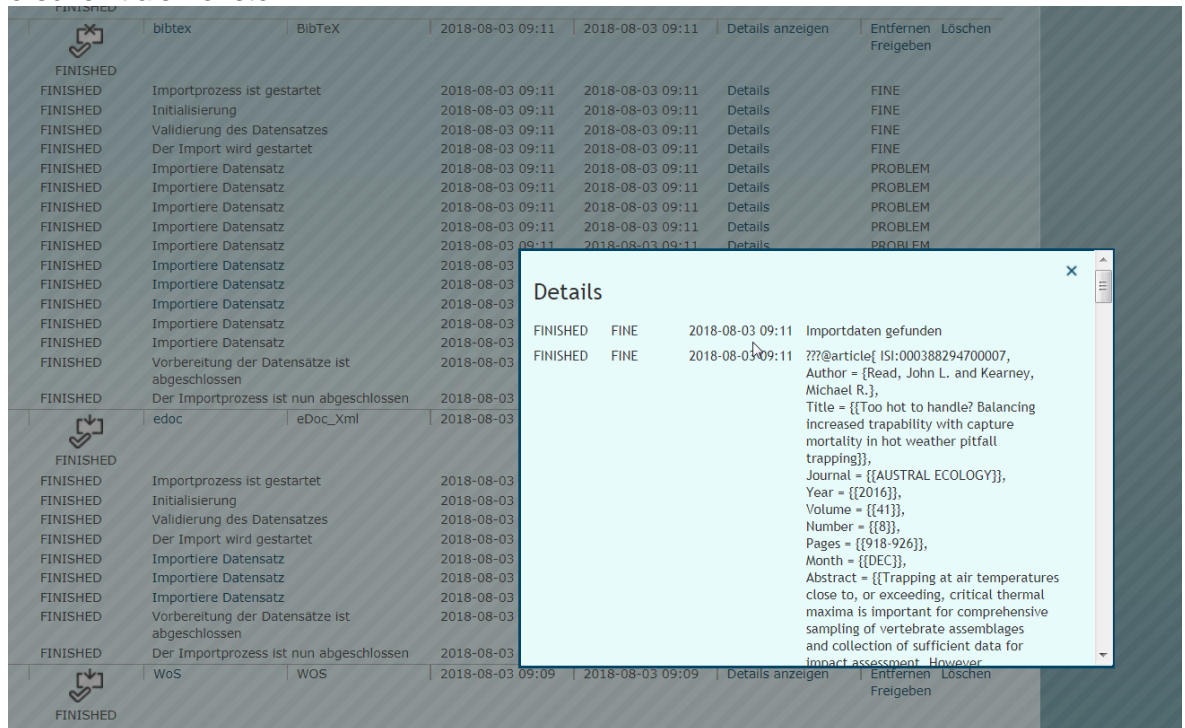 FINISHED
bibtex BibTeX 2018-08-03 09:11 2018-08-03 09:11 Details anzeigen Entfernen Löschen
Freigeben
FINISHED
FINISHED Importprozess ist gestartet 2018-08-03 09:11 2018-08-03 09:11 Details FINE
FINISHED Initialisierung 2018-08-03 09:11 2018-08-03 09:11 Details FINE
FINISHED Validierung des Datensatzes 2018-08-03 09:11 2018-08-03 09:11 Details FINE
FINISHED Der Import wird gestartet 2018-08-03 09:11 2018-08-03 09:11 Details FINE
FINISHED Importiere Datensatz 2018-08-03 09:11 2018-08-03 09:11 Details PROBLEM
FINISHED Importiere Datensatz 2018-08-03 09:11 2018-08-03 09:11 Details PROBLEM
FINISHED Importiere Datensatz 2018-08-03 09:11 2018-08-03 09:11 Details PROBLEM
FINISHED Importiere Datensatz 2018-08-03 09:11 2018-08-03 09:11 Details PROBLEM
FINISHED Importiere Datensatz 2018-08-03 09:11 2018-08-03 09:11 Details PROBLEM
FINISHED Importiere Datensatz 2018-08-03
FINISHED Importiere Datensatz 2018-08-03
FINISHED Importiere Datensatz 2018-08-03
FINISHED Importiere Datensatz 2018-08-03
FINISHED Importiere Datensatz 2018-08-03
FINISHED Vorbereitung der Datensätze ist 2018-08-03
abgeschlossen
FINISHED Der Importprozess ist nun abgeschlossen 2018-08-03
edoc eDoc_Xml 2018-08-03
FINISHED
FINISHED Importprozess ist gestartet 2018-08-03
FINISHED Initialisierung 2018-08-03
FINISHED Validierung des Datensatzes 2018-08-03
FINISHED Der Import wird gestartet 2018-08-03
FINISHED Importiere Datensatz 2018-08-03
FINISHED Importiere Datensatz 2018-08-03
FINISHED Importiere Datensatz 2018-08-03
FINISHED Vorbereitung der Datensätze ist 2018-08-03
abgeschlossen
FINISHED Der Importprozess ist nun abgeschlossen 2018-08-03
WoS WOS 2018-08-03 09:09 2018-08-03 09:09 Details anzeigen Entfernen Löschen
Freigeben
FINISHED
Details
FINISHED FINE 2018-08-03 09:11 Importdaten gefunden
FINISHED FINE 2018-08-03 09:11 ???@article{ ISI:000388294700007,
Author = {Read, John L. and Kearney,
Michael R.},
Title = {{Too hot to handle? Balancing
increased trapability with capture
mortality in hot weather pitfall
trapping}},
Journal = {{AUSTRAL ECOLOGY}},
Year = {{2016}},
Volume = {{41}},
Number = {{8}},
Pages = {{918-926}},
Month = {{DEC}},
Abstract = {{Trapping at air temperatures
close to, or exceeding, critical thermal
maxima is important for comprehensive
sampling of vertebrate assemblages
and collection of sufficient data for
impact assessment. However,